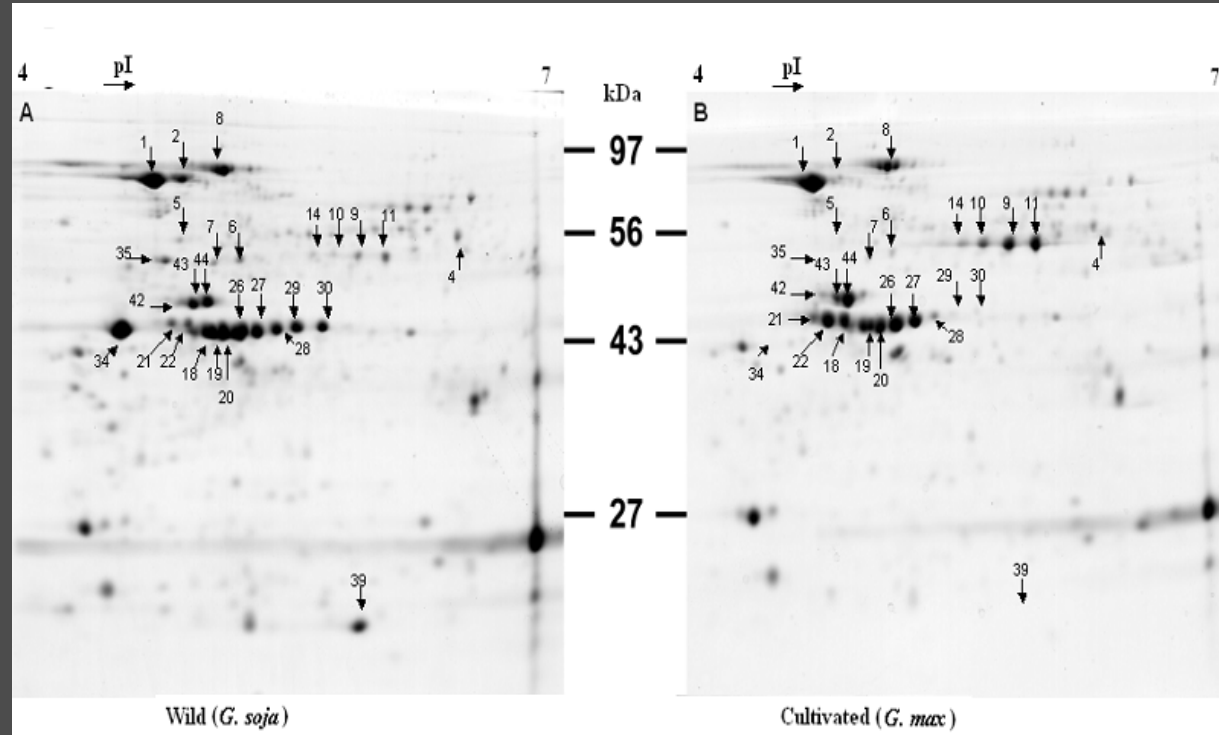 4 pI 7 kDa 4 pI 7
A B
8 97 8
1 2 1 2
5 7 6 14 10 9 11 56 5 7 6 14 10 9 11
35 43 44 4 35 43 44 4
42 26 27 29 30 42 26 27 29 30
34 21 22 18 19 20 28 43 21 22 18 19 20 28 34
27
39 39
Wild (G. soja) Cultivated (G. max)